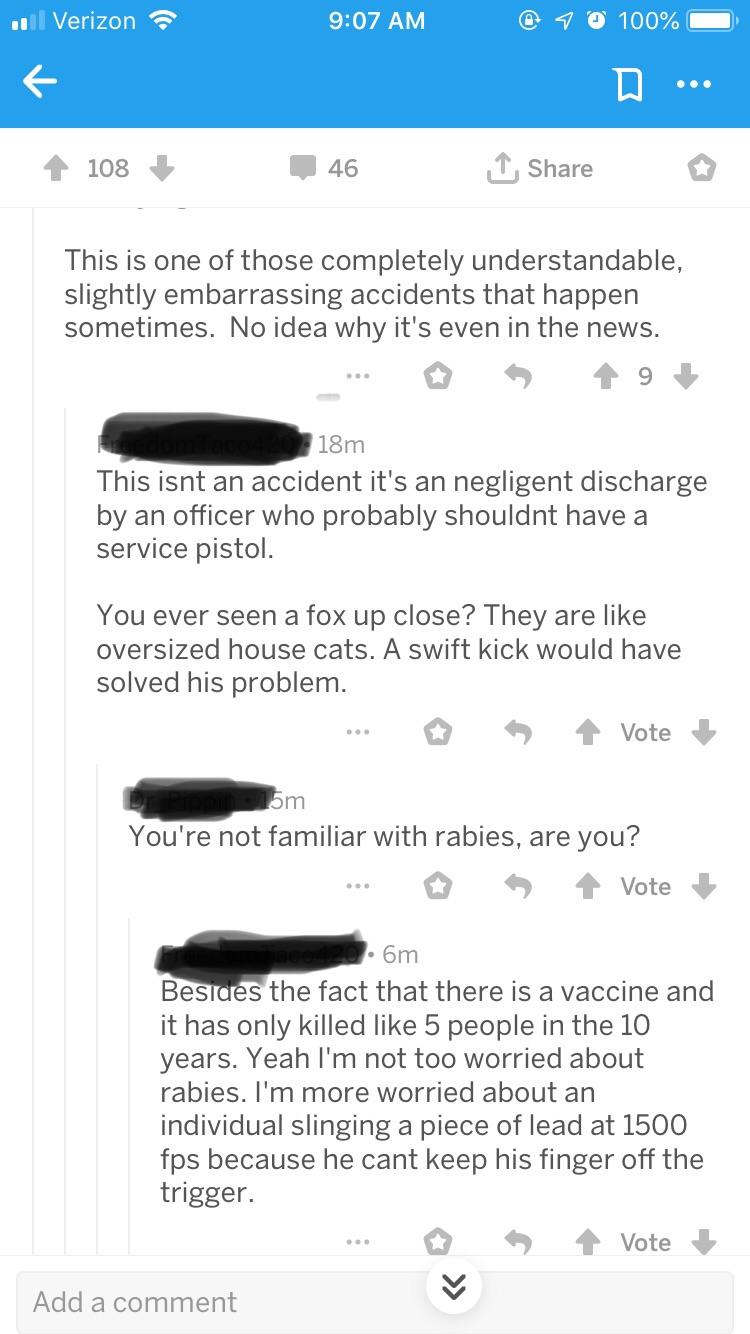 Verizon 9:07 AM 100%
108 46 Share
This is one of those completely understandable,
slightly embarrassing accidents that happen
sometimes.  No idea why it's even in the news.
9
18m
This isnt an accident it's an negligent discharge
by an officer who probably shouldnt have a
service pistol.
You ever seen a fox up close? They are like
oversized house cats. A swift kick would have
solved his problem.
Vote
15m
You're not familiar with rabies, are you?
Vote
• 6m
Besides the fact that there is a vaccine and
it has only killed like 5 people in the 10
years. Yeah I'm not too worried about
rabies. I'm more worried about an
individual slinging a piece of lead at 1500
fps because he cant keep his finger off the
trigger.
Vote
Add a comment